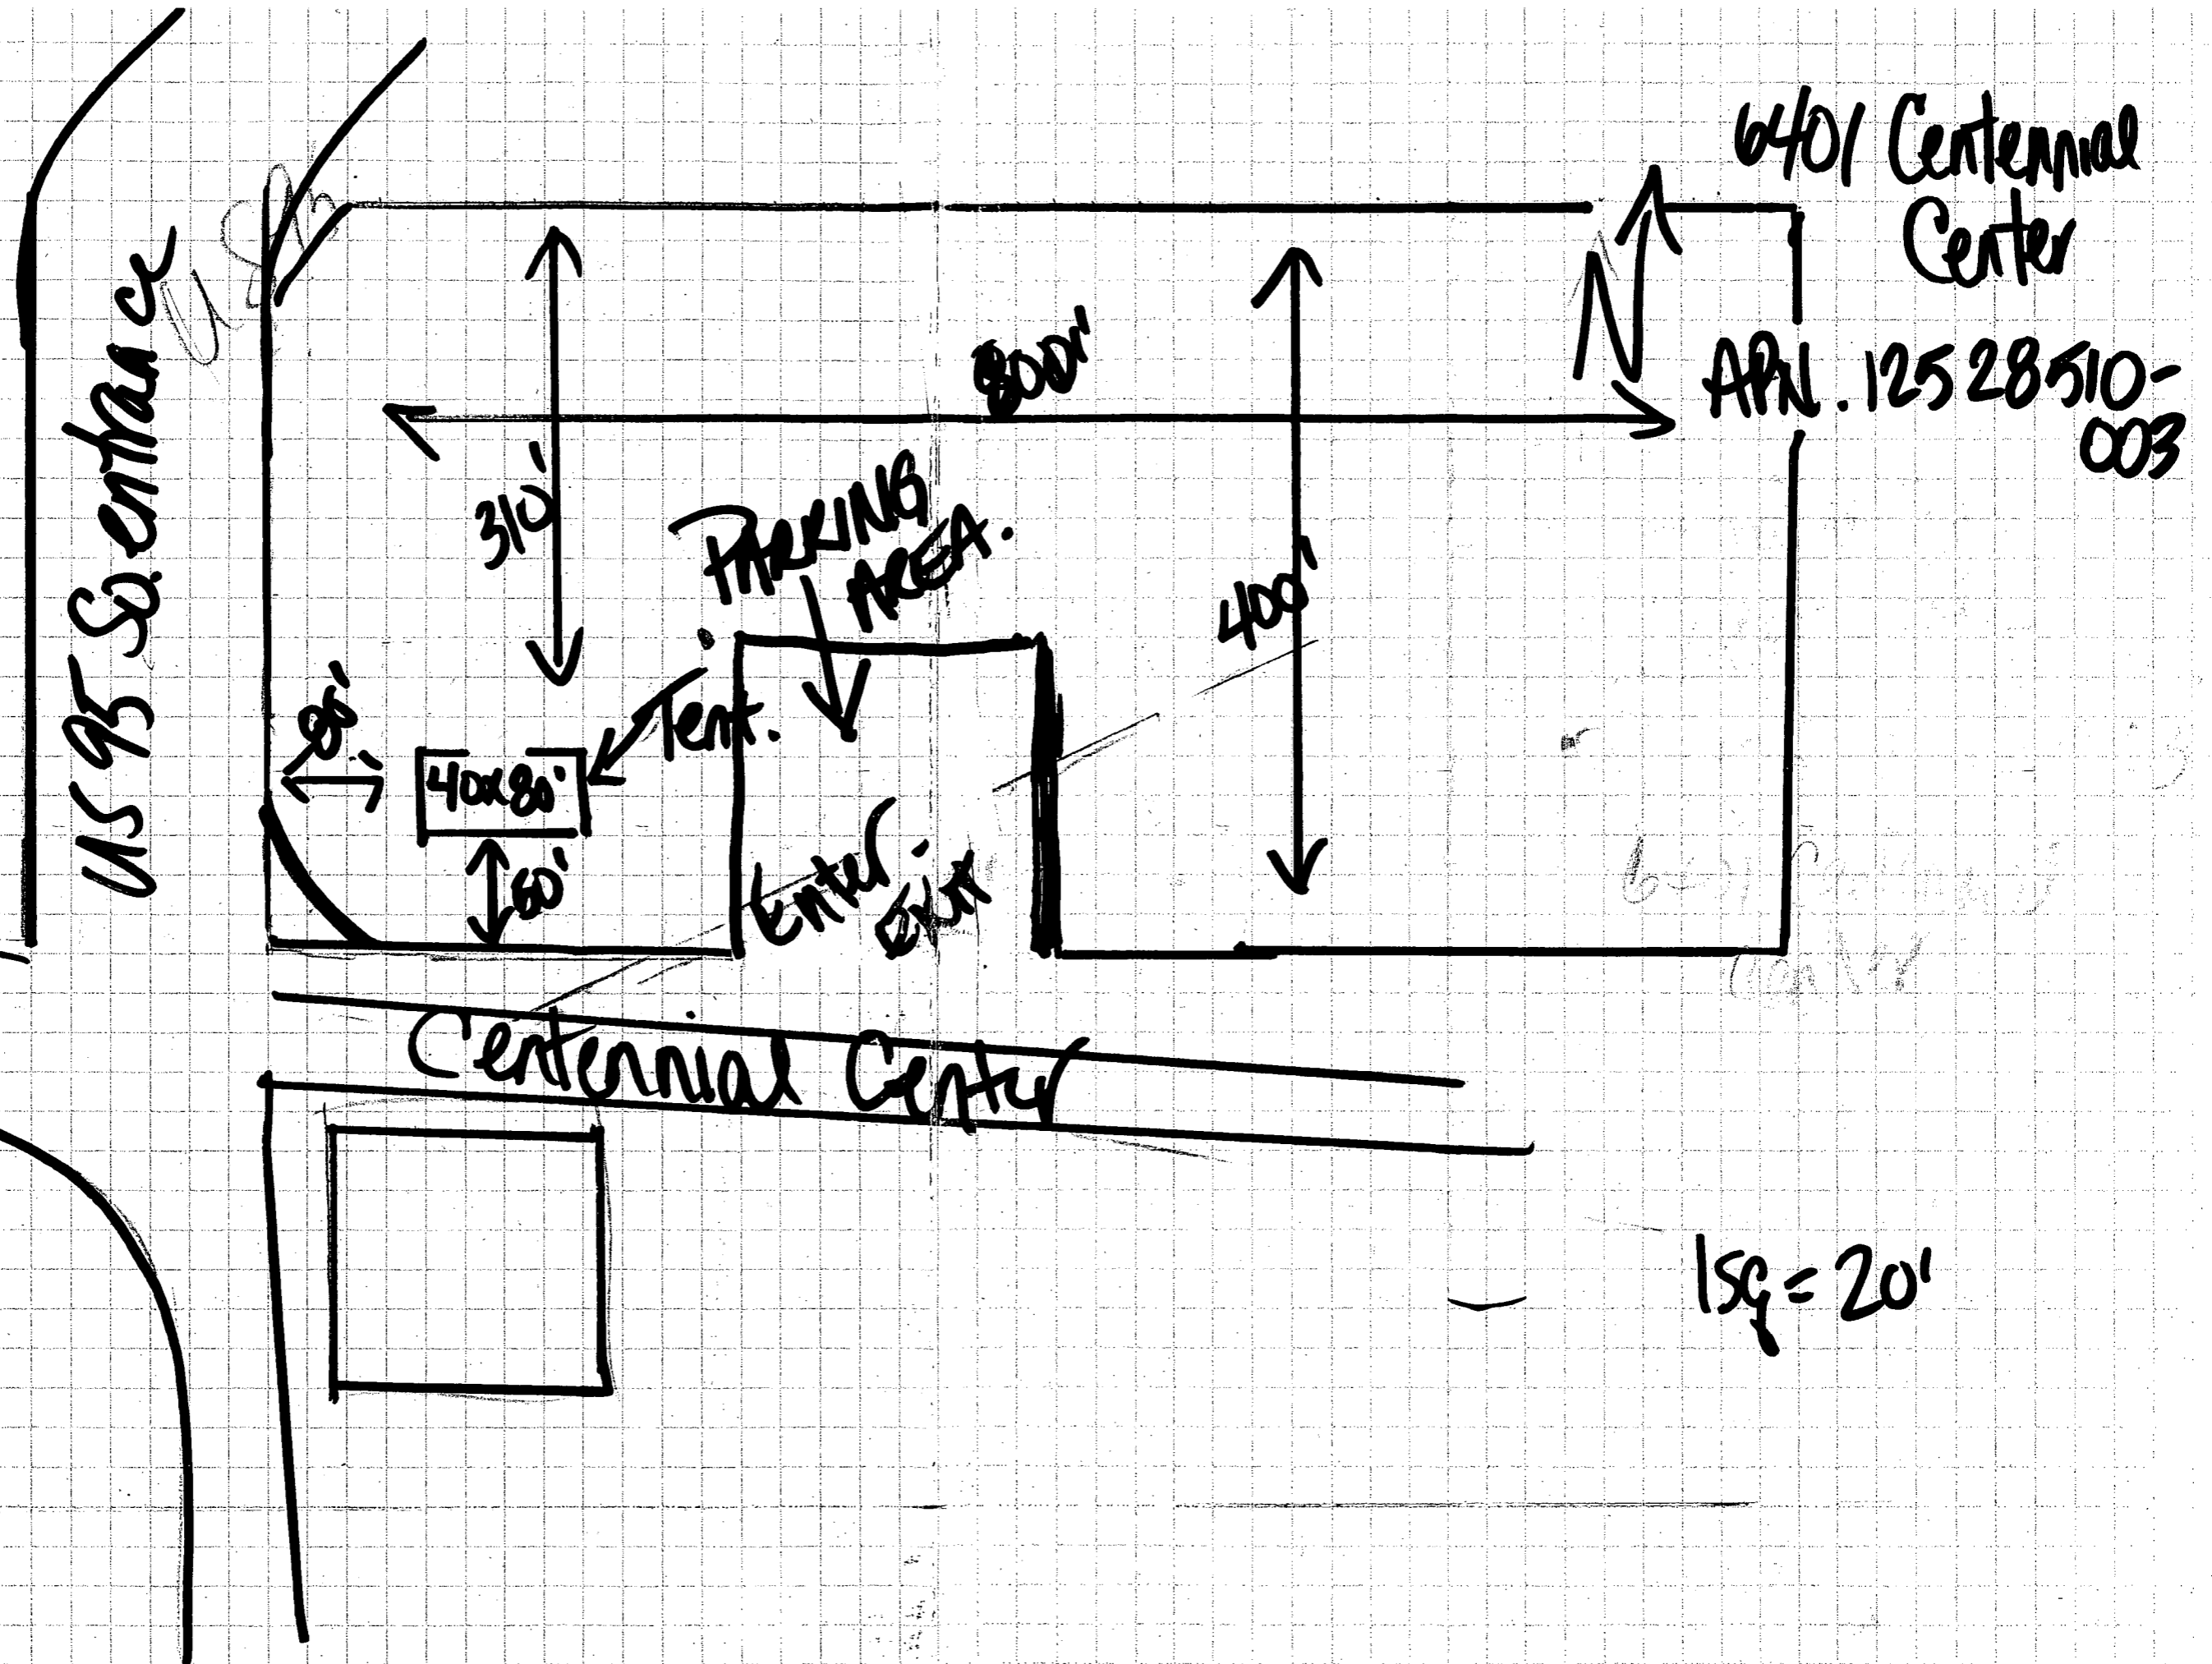 6401 Centennial
Center
N
APN. 12528510-
003
US 95 So. entrance
800'
310'
400'
PARKING
AREA.
Tent.
80'
40x80'
60'
Enter-
Exit
Centennial Center
1sq = 20'